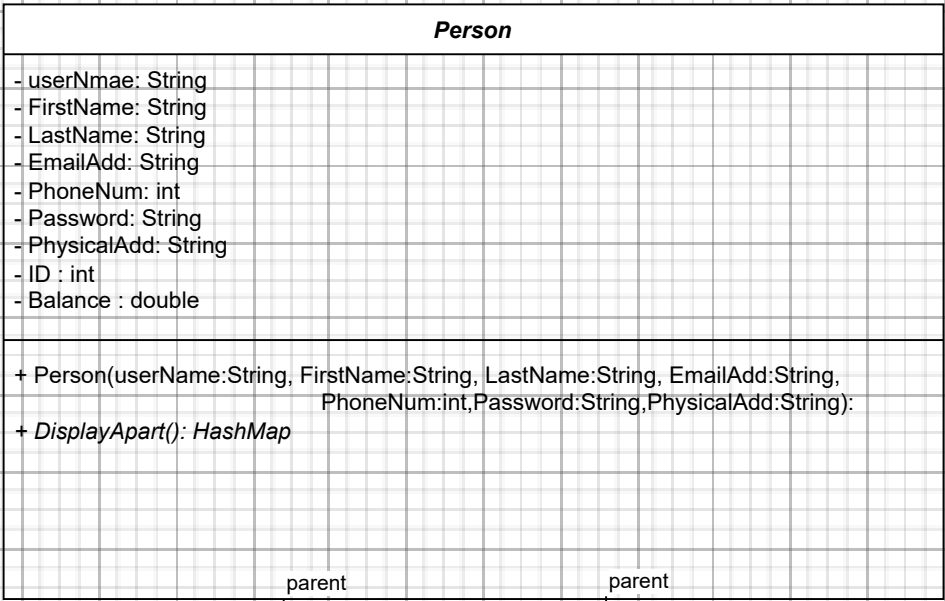 Person
- userNmae: String
- FirstName: String
- LastName: String
- EmailAdd: String
- PhoneNum: int
- Password: String
- PhysicalAdd: String
- ID : int
- Balance : double
+ Person(userName:String, FirstName:String, LastName:String, EmailAdd:String,
PhoneNum:int,Password:String,PhysicalAdd:String):
+ DisplayApart(): HashMap
parent parent